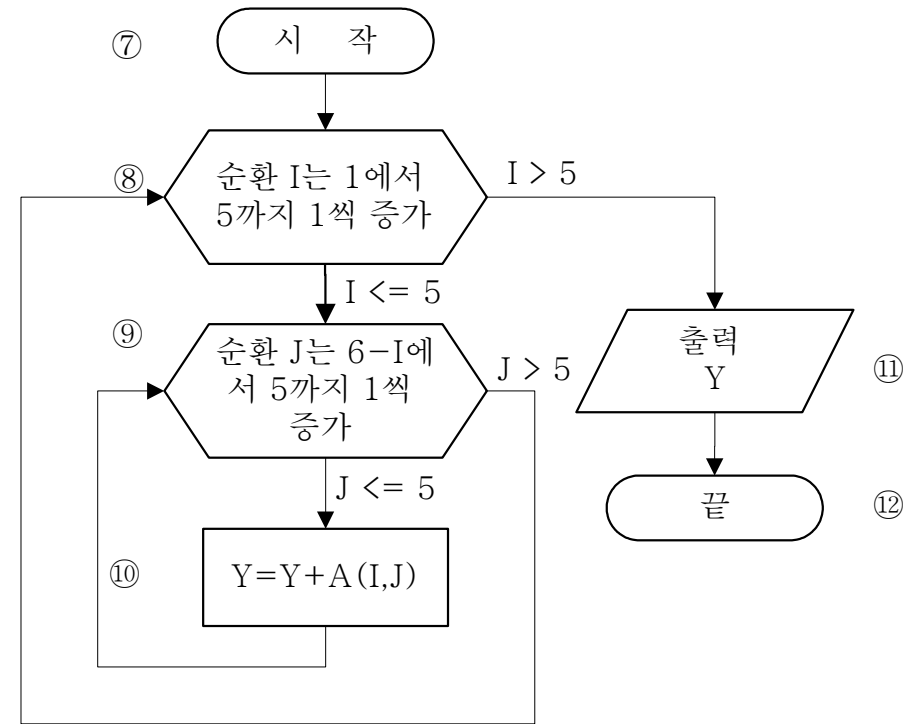 ⑦
시 작
⑧
순환 I는 1에서
5까지 1씩 증가
I > 5
I <= 5
⑨
순환 J는 6-I에
서 5까지 1씩
증가
J > 5
출력
Y
⑪
J <= 5
끝
⑫
⑩
Y=Y+A(I,J)